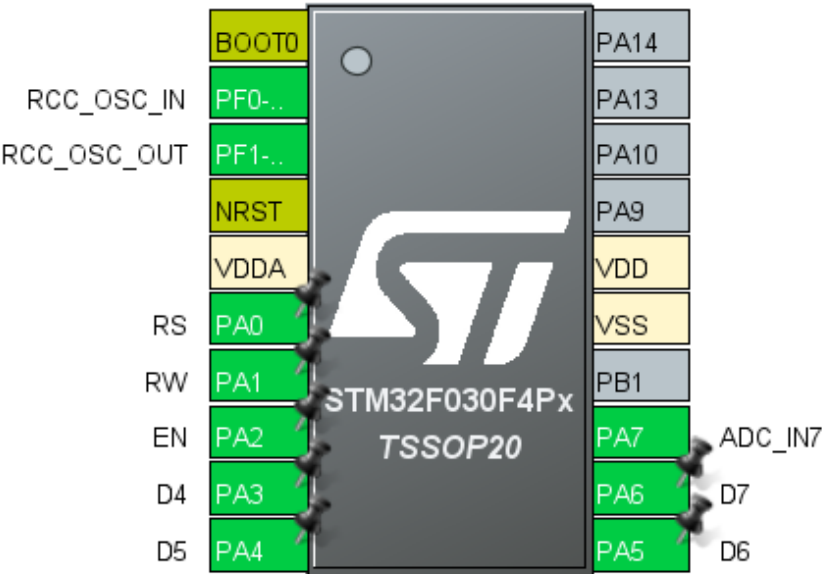 BOOT0 PA14
RCC_OSC_IN PF0-.. PA13
RCC_OSC_OUT PF1-.. PA10
NRST PA9
VDDA VDD
RS PA0 VSS
RW PA1 PB1
STM32F030F4Px
TSSOP20
EN PA2 PA7 ADC_IN7
D4 PA3 PA6 D7
D5 PA4 PA5 D6